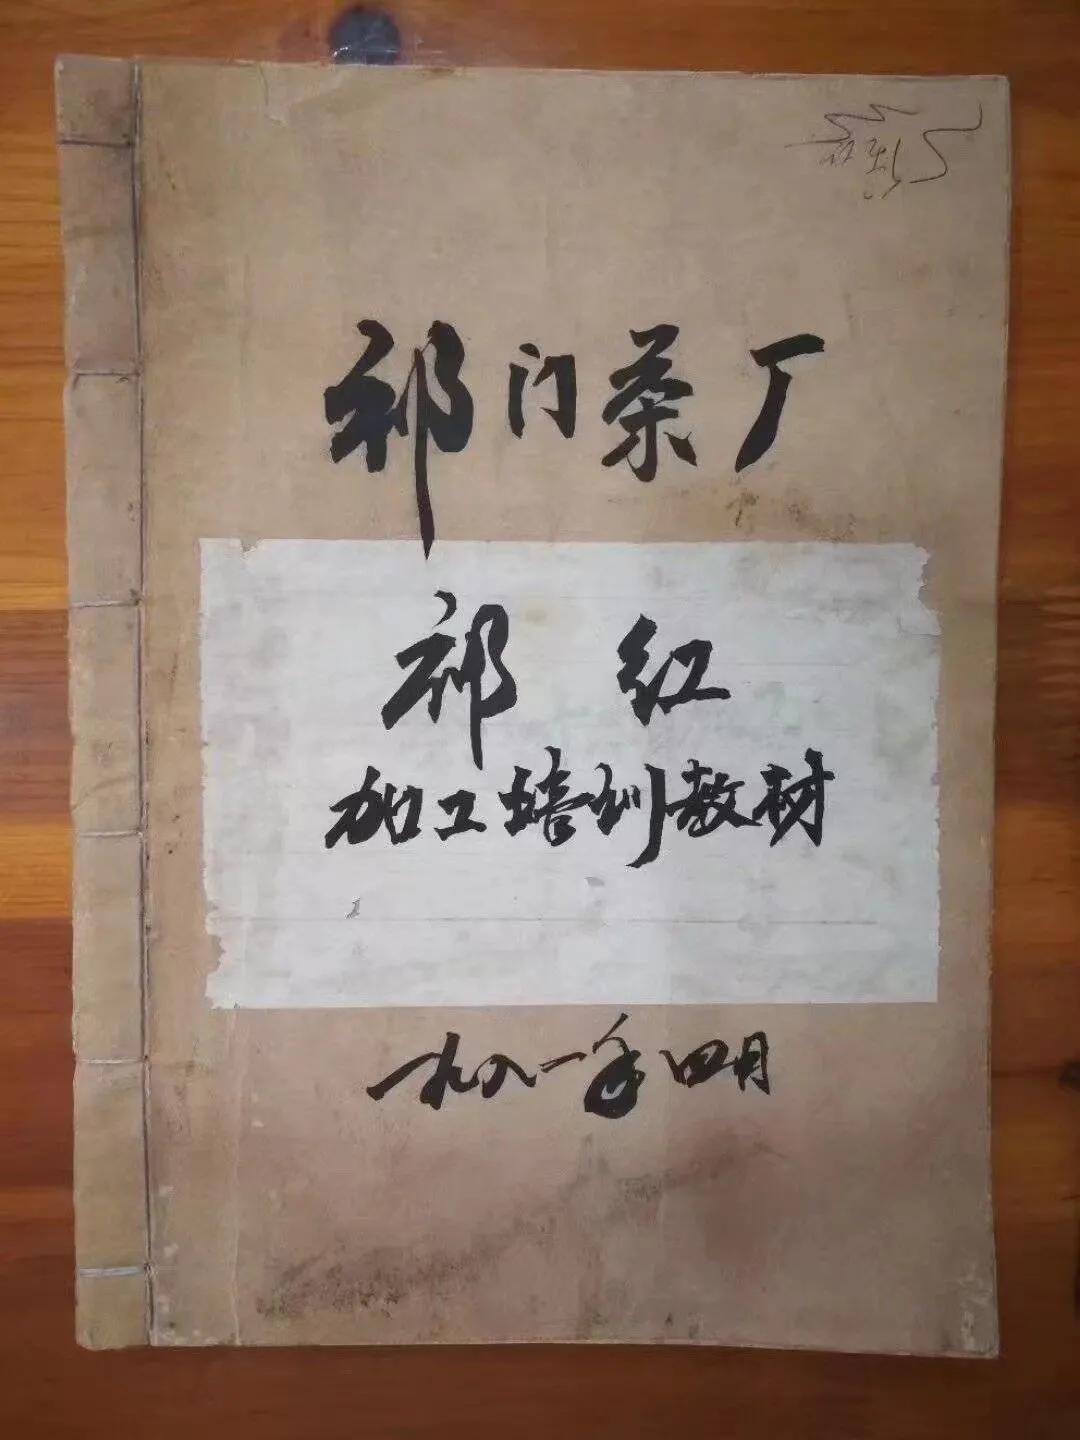 祁门茶厂
祁红
加工培训教材
一九八一年四月